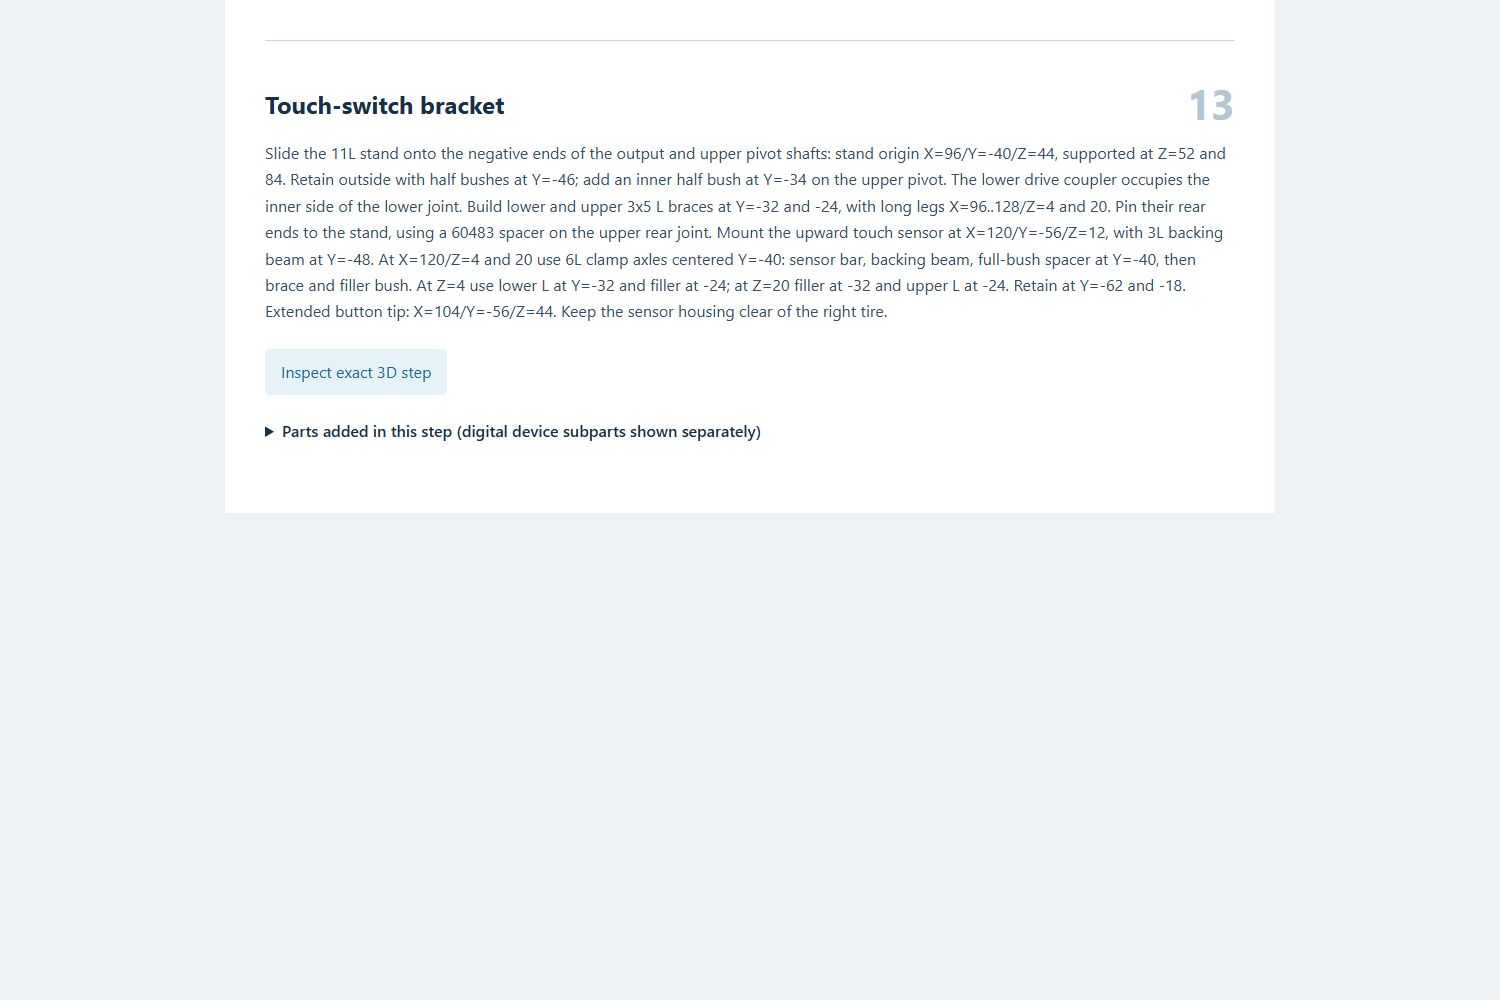 Touch-switch bracket
13
Slide the 11L stand onto the negative ends of the output and upper pivot shafts: stand origin X=96/Y=-40/Z=44, supported at Z=52 and
84. Retain outside with half bushes at Y=-46; add an inner half bush at Y=-34 on the upper pivot. The lower drive coupler occupies the
inner side of the lower joint. Build lower and upper 3x5 L braces at Y=-32 and -24, with long legs X=96..128/Z=4 and 20. Pin their rear
ends to the stand, using a 60483 spacer on the upper rear joint. Mount the upward touch sensor at X=120/Y=-56/Z=12, with 3L backing
beam at Y=-48. At X=120/Z=4 and 20 use 6L clamp axles centered Y=-40: sensor bar, backing beam, full-bush spacer at Y=-40, then
brace and filler bush. At Z=4 use lower L at Y=-32 and filler at -24; at Z=20 filler at -32 and upper L at -24. Retain at Y=-62 and -18.
Extended button tip: X=104/Y=-56/Z=44. Keep the sensor housing clear of the right tire.
Inspect exact 3D step
Parts added in this step (digital device subparts shown separately)